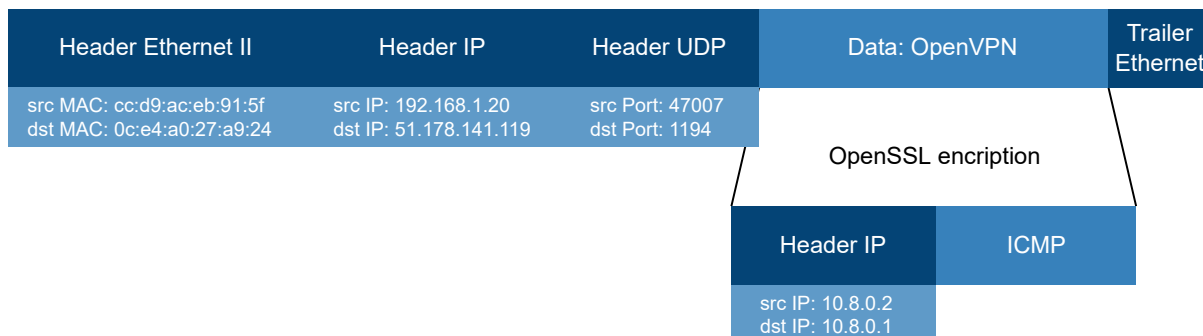 Header Ethernet II
Header IP
Header UDP
Data: OpenVPN
Trailer
Ethernet
src MAC: cc:d9:ac:eb:91:5f
dst MAC: 0c:e4:a0:27:a9:24
src IP: 192.168.1.20
dst IP: 51.178.141.119
src Port: 47007
dst Port: 1194
OpenSSL encription
Header IP
ICMP
src IP: 10.8.0.2
dst IP: 10.8.0.1